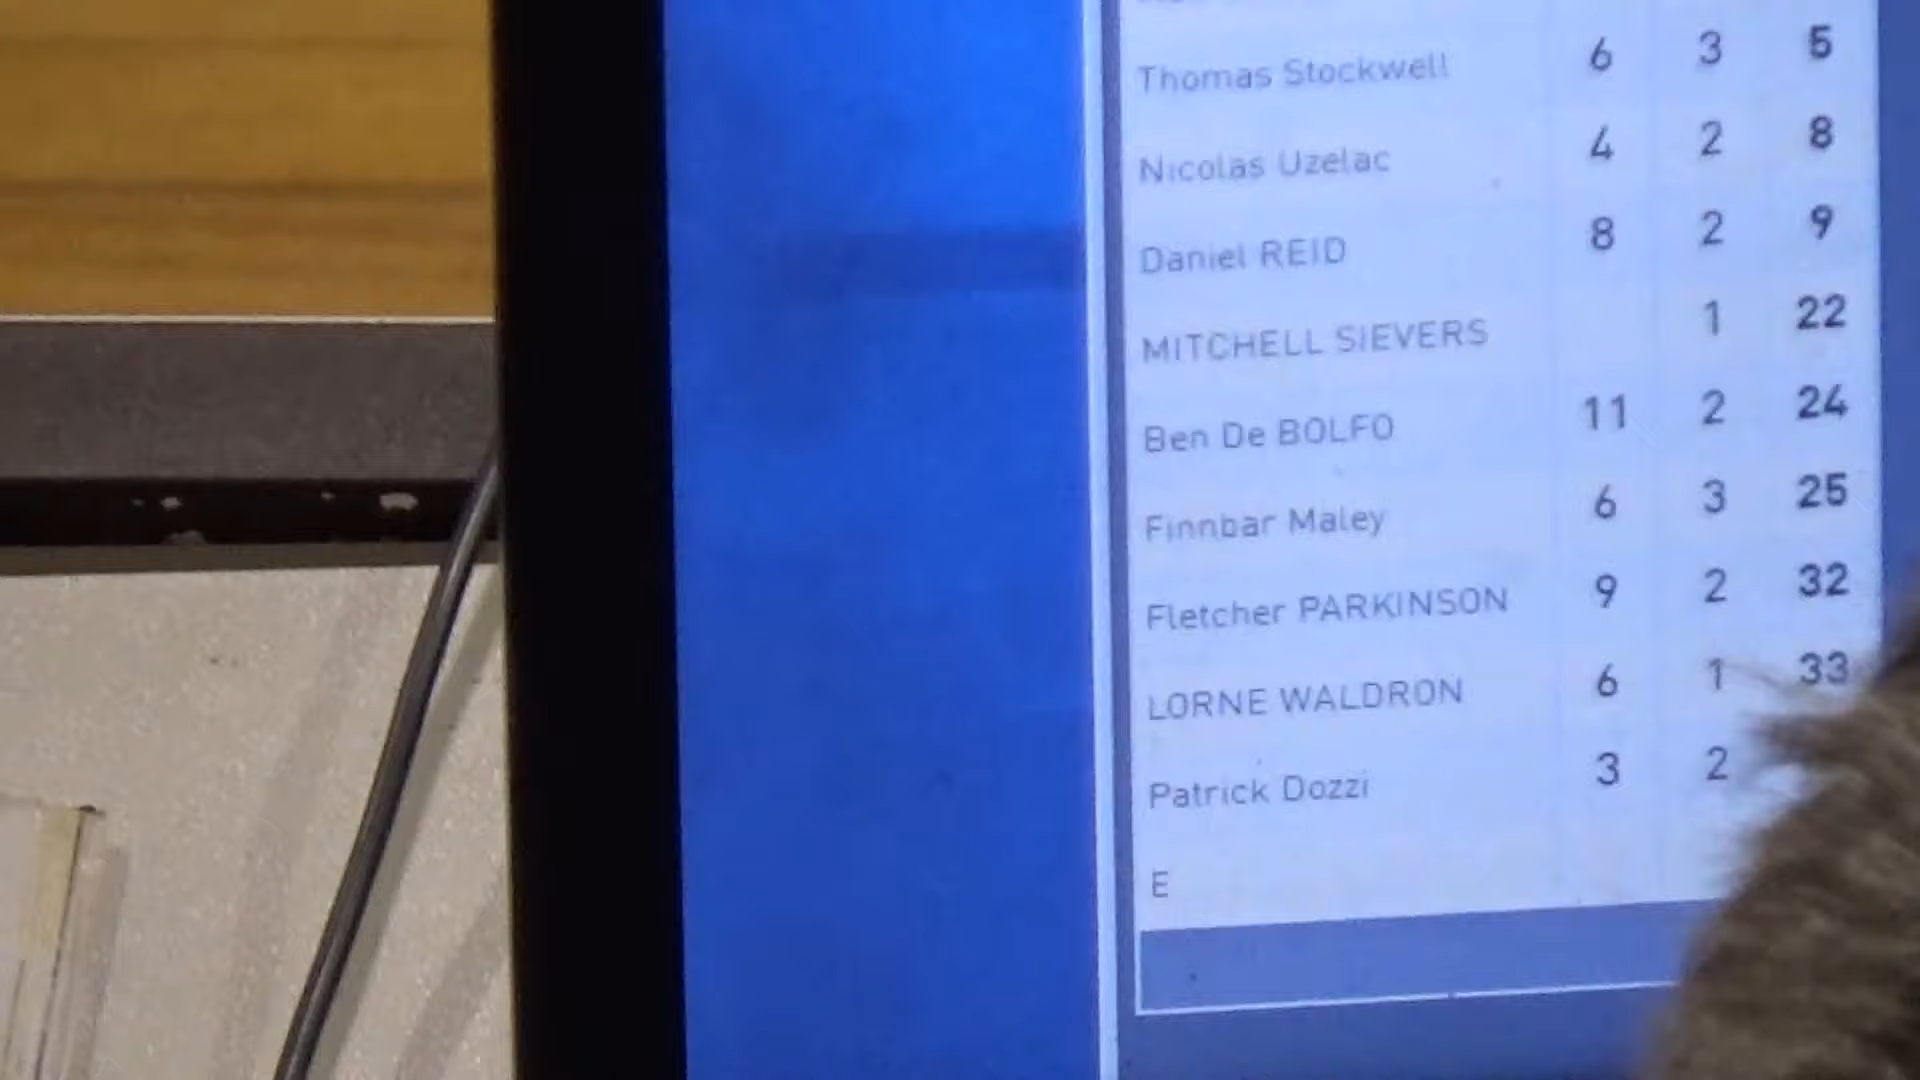 Thomas Stockwell 6 3 5
Nicolas Uzelac 4 2 8
Daniel REID 8 2 9
MITCHELL SIEVERS 1 22
Ben De BOLFO 11 2 24
Finnbar Maley 6 3 25
Fletcher PARKINSON 9 2 32
LORNE WALDRON 6 1 33
Patrick Dozzi 3 2
E